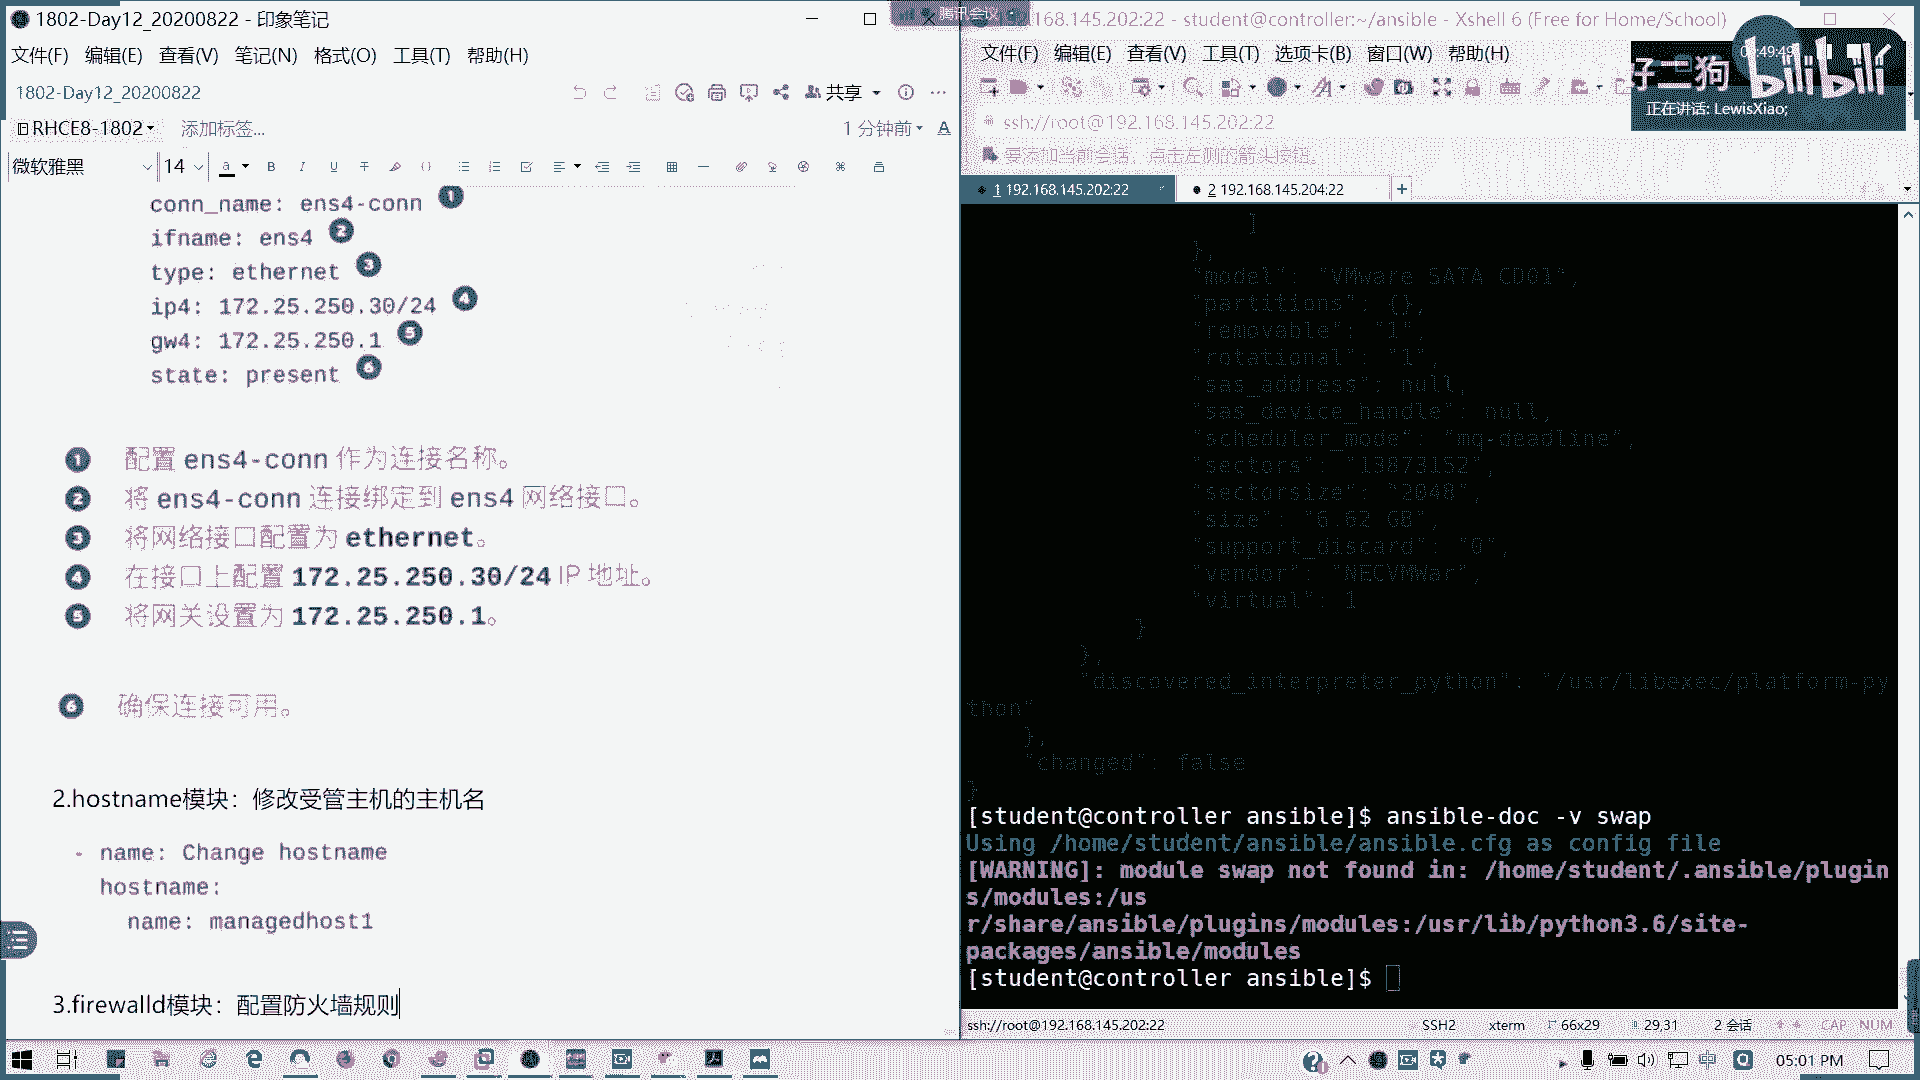 1802-Day12_20200822 - 印象笔记
文件(F) 编辑(E) 查看(V) 笔记(N) 格式(O) 工具(T) 帮助(H)
1802-Day12_20200822
共享
RHCE8-1802
添加标签...
1 分钟前
微软雅黑
14
conn_name: ens4-conn 1
ifname: ens4 2
type: ethernet 3
ip4: 172.25.250.30/24 4
gw4: 172.25.250.1 5
state: present 6
1 配置 ens4-conn 作为连接名称。
2 将 ens4-conn 连接绑定到 ens4 网络接口。
3 将网络接口配置为 ethernet。
4 在接口上配置 172.25.250.30/24 IP 地址。
5 将网关设置为 172.25.250.1。
6 确保连接可用。
2.hostname模块：修改受管主机的主机名
- name: Change hostname
hostname:
name: managedhost1
3.firewalld模块：配置防火墙规则
腾讯会议
168.145.202:22 - student@controller:~/ansible - Xshell 6 (Free for Home/School)
文件(F) 编辑(E) 查看(V) 工具(T) 选项卡(B) 窗口(W) 帮助(H)
好二狗
bilibili
正在讲话: LewisXiao;
ssh://root@192.168.145.202:22
要添加当前会话，点击左侧的箭头按钮。
1 192.168.145.202:22
2 192.168.145.204:22
]
},
"model": "VMware SATA CD01",
"partitions": {},
"removable": "1",
"rotational": "1",
"sas_address": null,
"sas_device_handle": null,
"scheduler_mode": "mq-deadline",
"sectors": "13873152",
"sectorsize": "2048",
"size": "6.62 GB",
"support_discard": "0",
"vendor": "NECVMWar",
"virtual": 1
}
},
"discovered_interpreter_python": "/usr/libexec/platform-py
thon"
},
"changed": false
}
[student@controller ansible]$ ansible-doc -v swap
Using /home/student/ansible/ansible.cfg as config file
[WARNING]: module swap not found in: /home/student/.ansible/plugin
s/modules:/us
r/share/ansible/plugins/modules:/usr/lib/python3.6/site-
packages/ansible/modules
[student@controller ansible]$
ssh://root@192.168.145.202:22
SSH2
xterm
66x29
29,31
2 会话
CAP NUM
中
05:01 PM